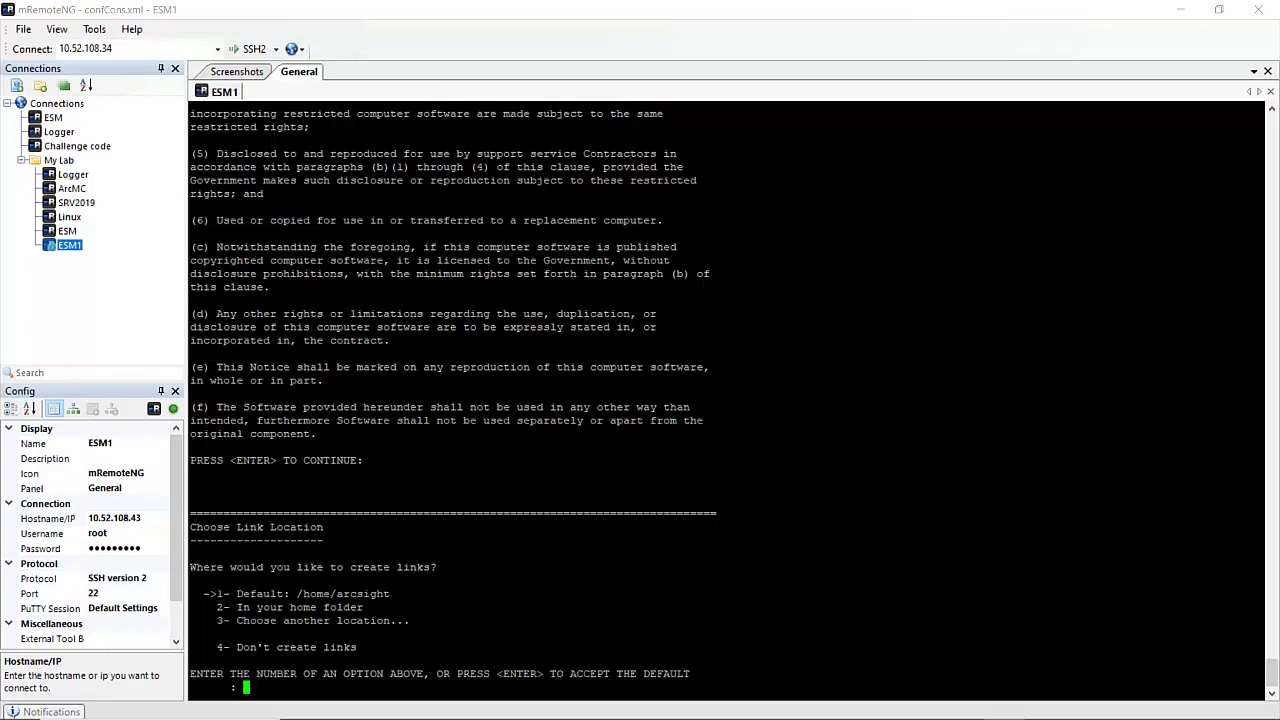 mRemoteNG - confCons.xml - ESM1
File View Tools Help
Connect: 10.52.108.34 SSH2
Connections
Connections
ESM
Logger
Challenge code
My Lab
Logger
ArcMC
SRV2019
Linux
ESM
ESM1
Search
Config
Display
Name ESM1
Description
Icon mRemoteNG
Panel General
Connection
Hostname/IP 10.52.108.43
Username root
Password ●●●●●●●●●
Protocol
Protocol SSH version 2
Port 22
PuTTY Session Default Settings
Miscellaneous
External Tool B
Hostname/IP
Enter the hostname or ip you want to
connect to.
Notifications
Screenshots General
ESM1
incorporating restricted computer software are made subject to the same
restricted rights;
(5) Disclosed to and reproduced for use by support service Contractors in
accordance with paragraphs (b)(1) through (4) of this clause, provided the
Government makes such disclosure or reproduction subject to these restricted
rights; and
(6) Used or copied for use in or transferred to a replacement computer.
(c) Notwithstanding the foregoing, if this computer software is published
copyrighted computer software, it is licensed to the Government, without
disclosure prohibitions, with the minimum rights set forth in paragraph (b) of
this clause.
(d) Any other rights or limitations regarding the use, duplication, or
disclosure of this computer software are to be expressly stated in, or
incorporated in, the contract.
(e) This Notice shall be marked on any reproduction of this computer software,
in whole or in part.
(f) The Software provided hereunder shall not be used in any other way than
intended, furthermore Software shall not be used separately or apart from the
original component.
PRESS <ENTER> TO CONTINUE:
===============================================================================
Choose Link Location
--------------------
Where would you like to create links?
->1- Default: /home/arcsight
2- In your home folder
3- Choose another location...
4- Don't create links
ENTER THE NUMBER OF AN OPTION ABOVE, OR PRESS <ENTER> TO ACCEPT THE DEFAULT
: